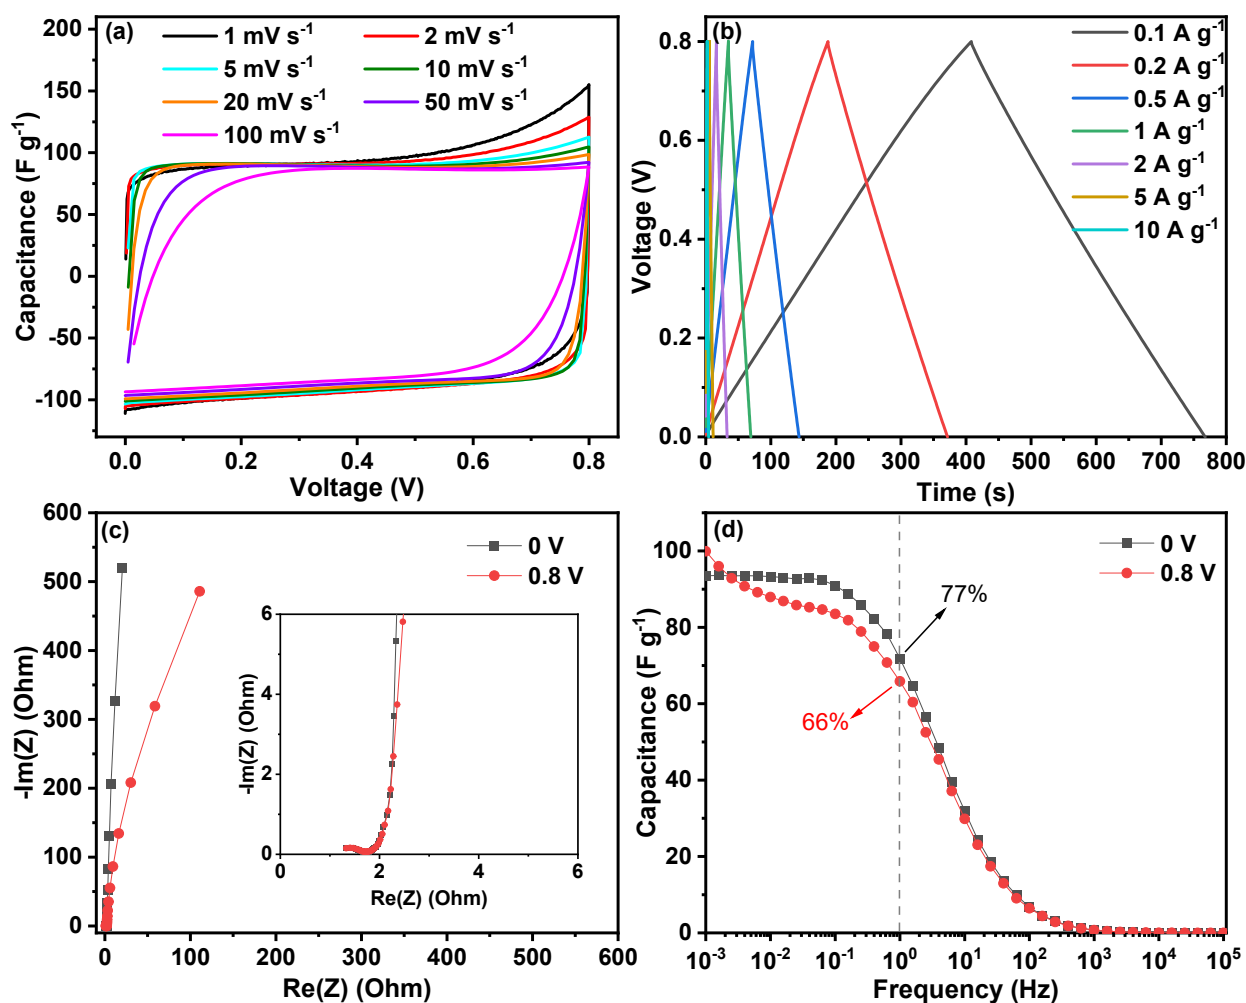 (a)
1 mV s⁻¹
2 mV s⁻¹
5 mV s⁻¹
10 mV s⁻¹
20 mV s⁻¹
50 mV s⁻¹
100 mV s⁻¹
Capacitance (F g⁻¹)
200
150
100
50
0
-50
-100
0.0
0.2
0.4
0.6
0.8
Voltage (V)
(b)
0.1 A g⁻¹
0.2 A g⁻¹
0.5 A g⁻¹
1 A g⁻¹
2 A g⁻¹
5 A g⁻¹
10 A g⁻¹
Voltage (V)
0.8
0.6
0.4
0.2
0.0
0
100
200
300
400
500
600
700
800
Time (s)
(c)
0 V
0.8 V
-Im(Z) (Ohm)
600
500
400
300
200
100
0
0
100
200
300
400
500
600
Re(Z) (Ohm)
-Im(Z) (Ohm)
6
4
2
0
0
2
4
6
Re(Z) (Ohm)
(d)
0 V
0.8 V
77%
66%
Capacitance (F g⁻¹)
100
80
60
40
20
0
10⁻³
10⁻²
10⁻¹
10⁰
10¹
10²
10³
10⁴
10⁵
Frequency (Hz)